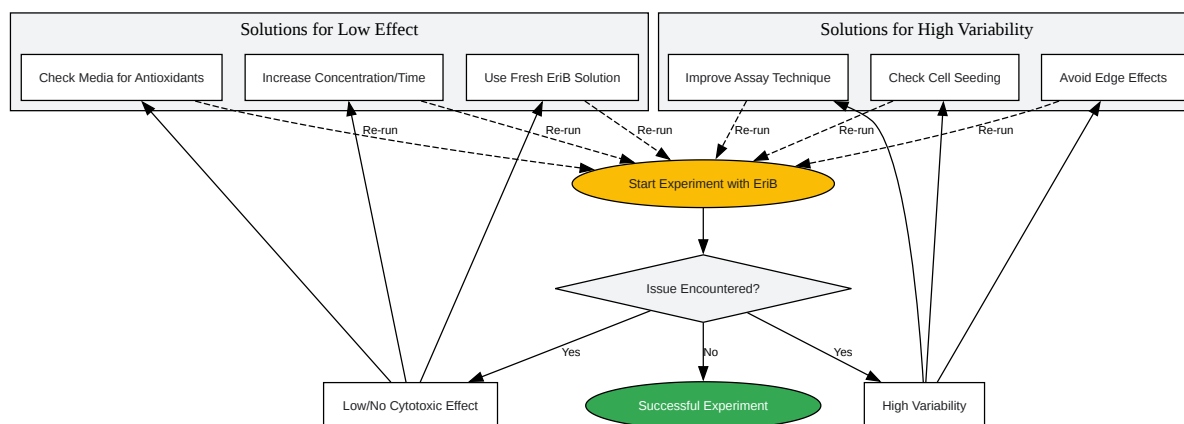 Solutions for Low Effect
Solutions for High Variability
Check Media for Antioxidants
Increase Concentration/Time
Use Fresh EriB Solution
Improve Assay Technique
Check Cell Seeding
Avoid Edge Effects
Re-run
Re-run
Re-run
Re-run
Re-run
Re-run
Start Experiment with EriB
Issue Encountered?
Yes
No
Yes
Low/No Cytotoxic Effect
Successful Experiment
High Variability